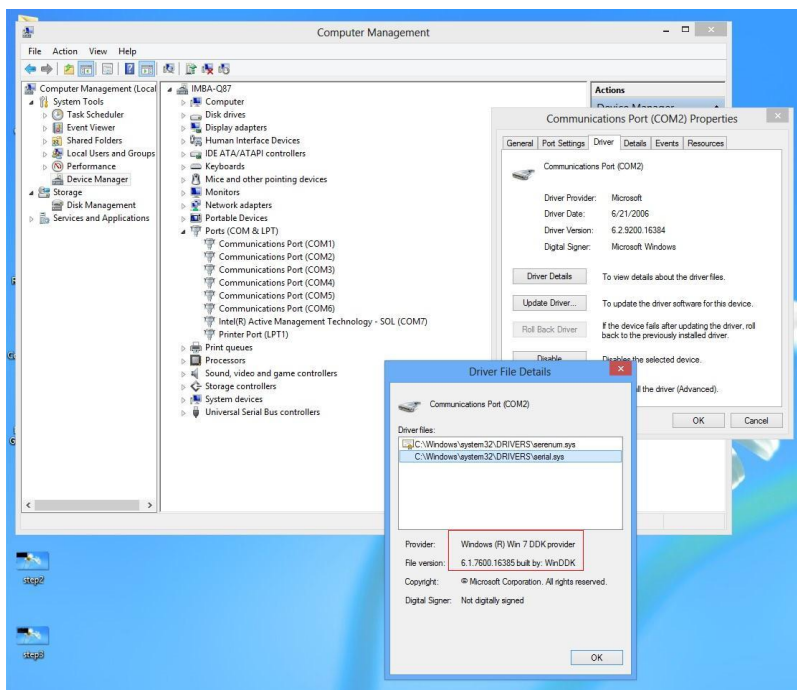 Computer Management
File Action View Help
Computer Management (Local
System Tools
Task Scheduler
Event Viewer
Shared Folders
Local Users and Groups
Performance
Device Manager
Storage
Disk Management
Services and Applications
IMBA-Q87
Computer
Disk drives
Display adapters
Human Interface Devices
IDE ATA/ATAPI controllers
Keyboards
Mice and other pointing devices
Monitors
Network adapters
Portable Devices
Ports (COM & LPT)
Communications Port (COM1)
Communications Port (COM2)
Communications Port (COM3)
Communications Port (COM4)
Communications Port (COM5)
Communications Port (COM6)
Intel(R) Active Management Technology - SOL (COM7)
Printer Port (LPT1)
Print queues
Processors
Sound, video and game controllers
Storage controllers
System devices
Universal Serial Bus controllers
Actions
Device Manager
Communications Port (COM2) Properties
General Port Settings Driver Details Events Resources
Communications Port (COM2)
Driver Provider: Microsoft
Driver Date: 6/21/2006
Driver Version: 6.2.9200.16384
Digital Signer: Microsoft Windows
Driver Details To view details about the driver files.
Update Driver... To update the driver software for this device.
Roll Back Driver If the device fails after updating the driver, roll
back to the previously installed driver.
Disable Disables the selected device.
the driver (Advanced).
OK Cancel
Driver File Details
Communications Port (COM2)
Driver files:
C:\Windows\system32\DRIVERS\serenum.sys
C:\Windows\system32\DRIVERS\serial.sys
Provider: Windows (R) Win 7 DDK provider
File version: 6.1.7600.16385 built by: WinDDK
Copyright: © Microsoft Corporation. All rights reserved.
Digital Signer: Not digitally signed
OK
step2
step3